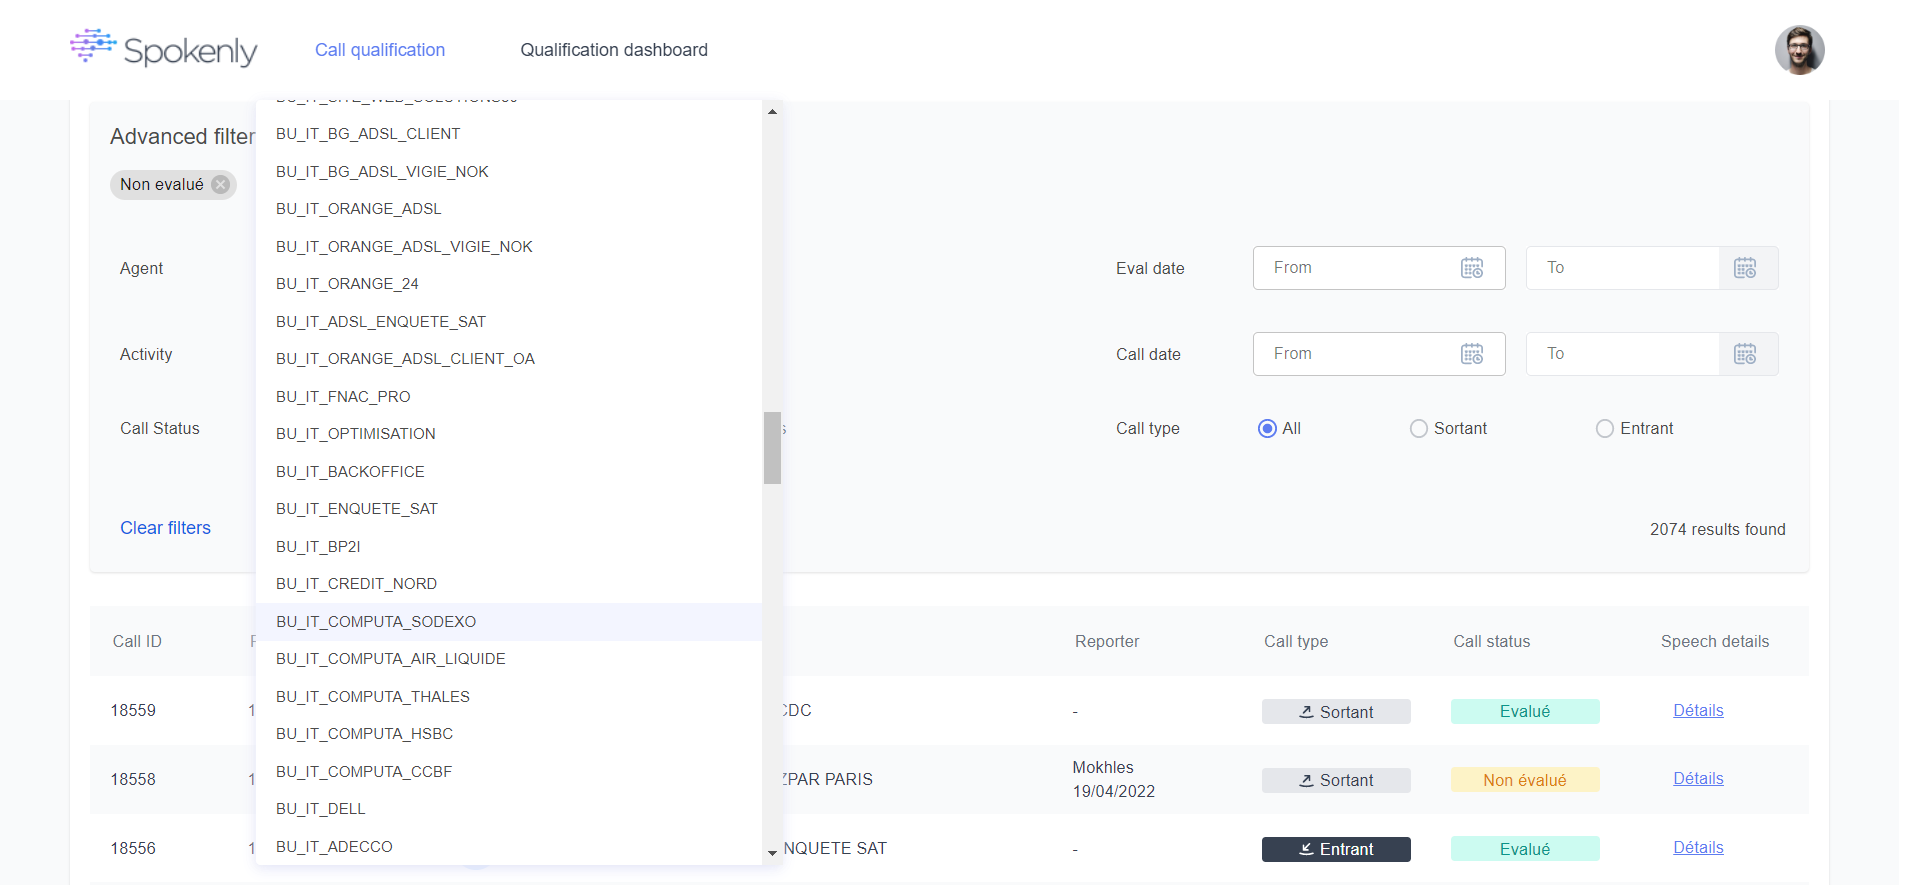 Spokenly
Call qualification
Qualification dashboard
Advanced filter
Non evalué
BU_IT_BG_ADSL_CLIENT
BU_IT_BG_ADSL_VIGIE_NOK
BU_IT_ORANGE_ADSL
BU_IT_ORANGE_ADSL_VIGIE_NOK
BU_IT_ORANGE_24
BU_IT_ADSL_ENQUETE_SAT
BU_IT_ORANGE_ADSL_CLIENT_OA
BU_IT_FNAC_PRO
BU_IT_OPTIMISATION
BU_IT_BACKOFFICE
BU_IT_ENQUETE_SAT
BU_IT_BP2I
BU_IT_CREDIT_NORD
BU_IT_COMPUTA_SODEXO
BU_IT_COMPUTA_AIR_LIQUIDE
BU_IT_COMPUTA_THALES
BU_IT_COMPUTA_HSBC
BU_IT_COMPUTA_CCBF
BU_IT_DELL
BU_IT_ADECCO
Agent
Eval date From To
Activity
Call date From To
Call Status
Call type All Sortant Entrant
Clear filters
2074 results found
Call ID Reporter Call type Call status Speech details
18559 1 CDC - Sortant Evalué Détails
18558 1 ZPAR PARIS Mokhles Sortant Non évalué Détails
19/04/2022
18556 1 NQUETE SAT - Entrant Evalué Détails